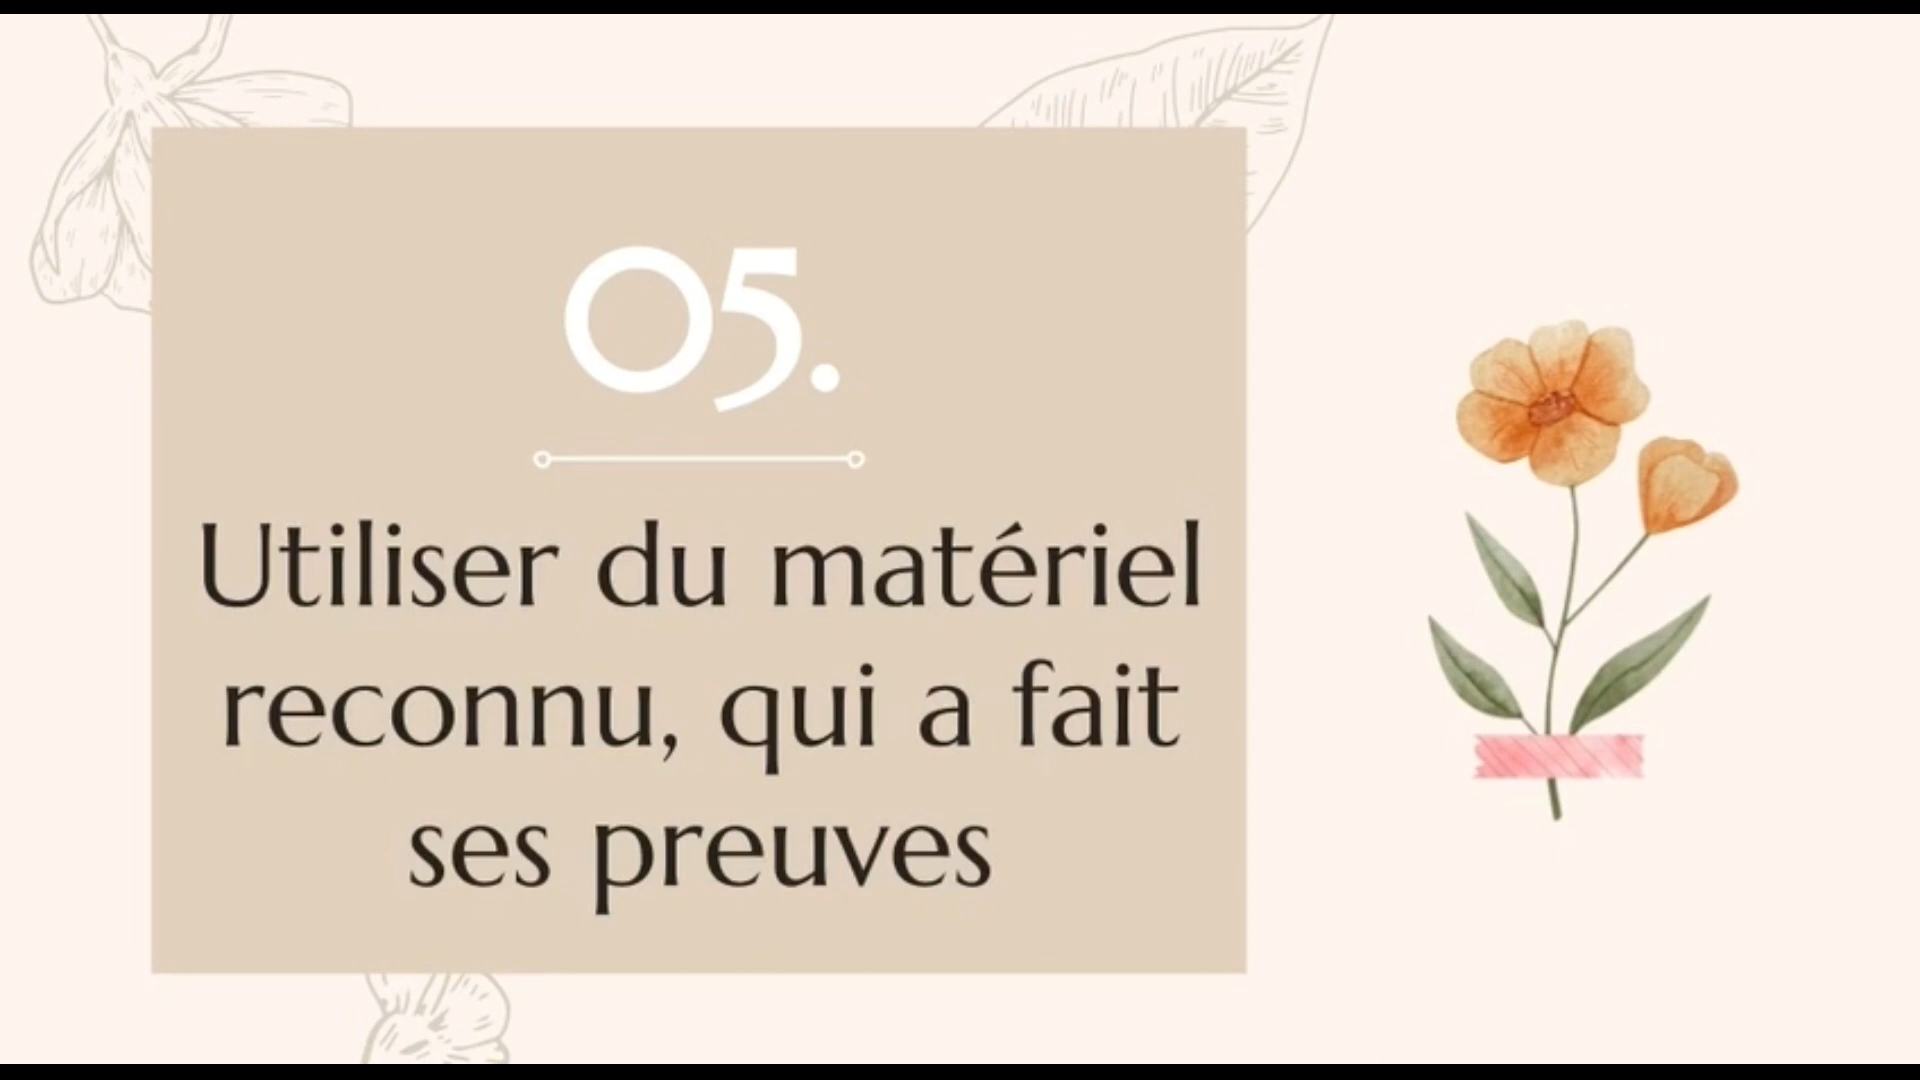 05.
Utiliser du matériel
reconnu, qui a fait
ses preuves